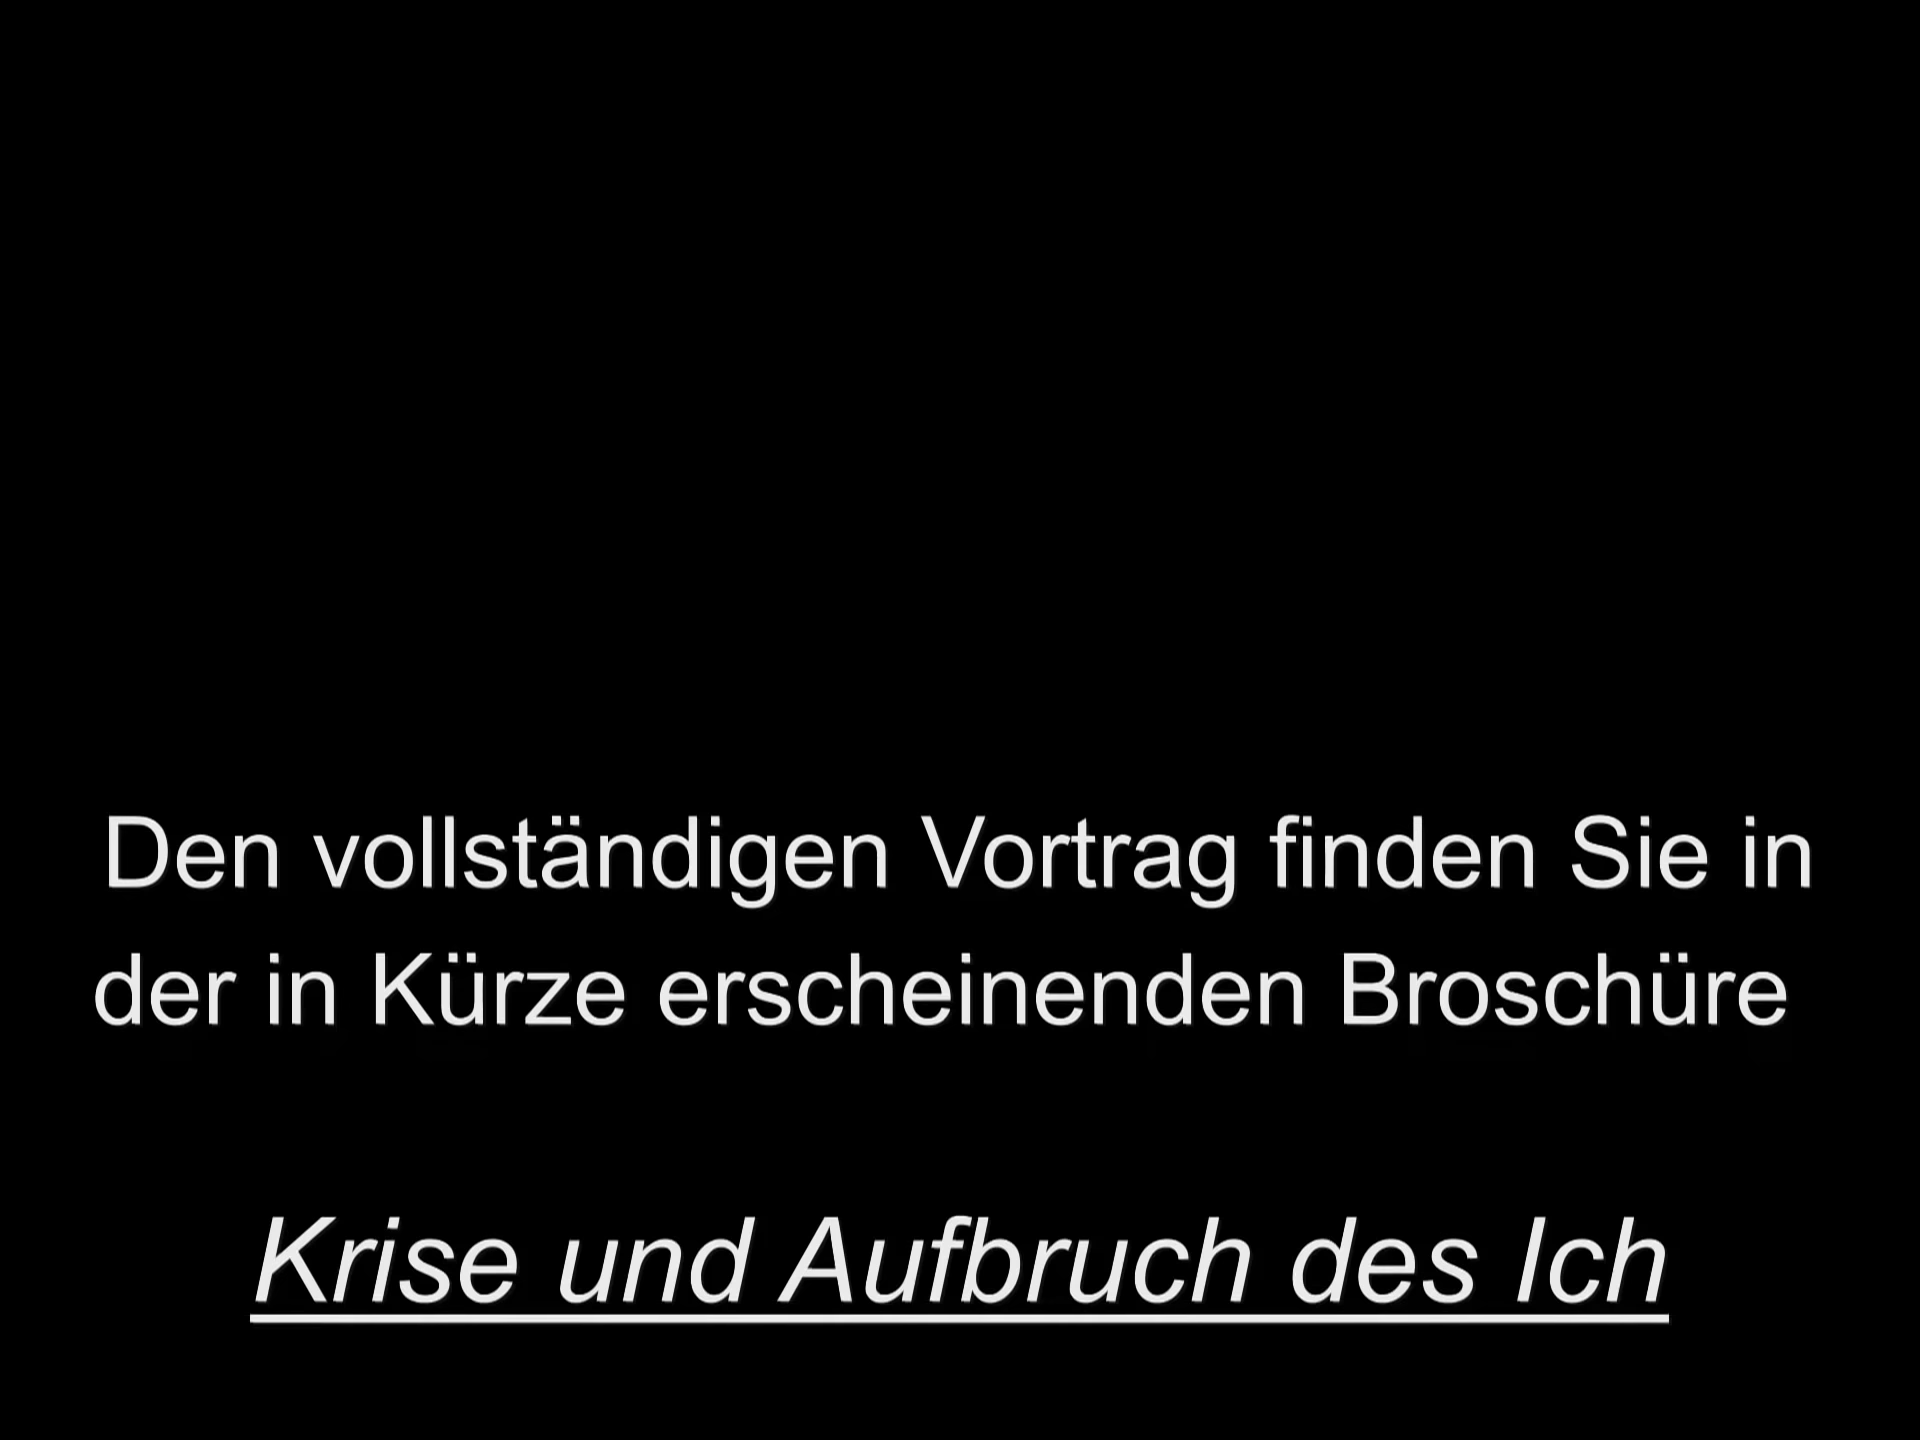 Den vollständigen Vortrag finden Sie in
der in Kürze erscheinenden Broschüre
Krise und Aufbruch des Ich